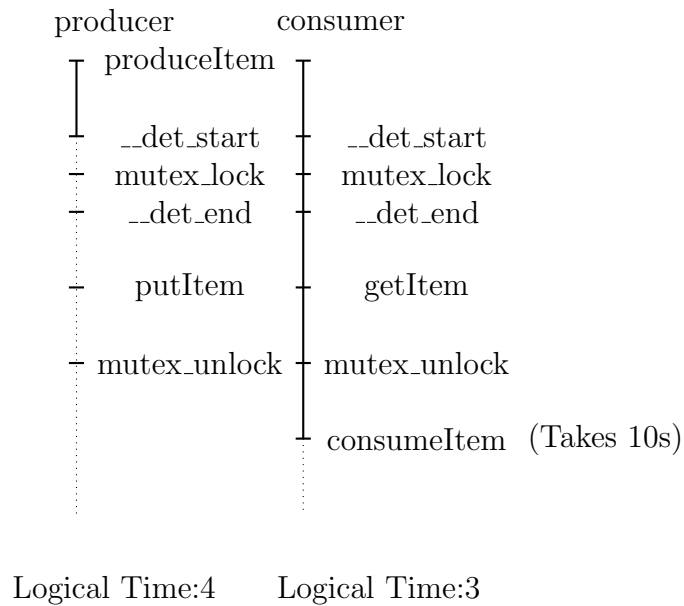 producer consumer
produceItem
__det_start __det_start
mutex_lock mutex_lock
__det_end __det_end
putItem getItem
mutex_unlock mutex_unlock
consumeItem (Takes 10s)
Logical Time:4 Logical Time:3